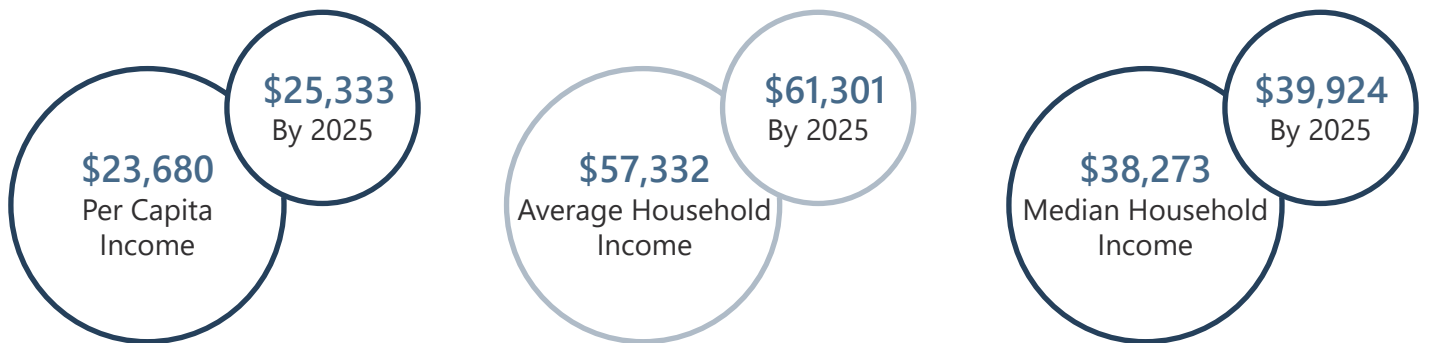 $25,333
By 2025
$23,680
Per Capita
Income
$61,301
By 2025
$57,332
Average Household
Income
$39,924
By 2025
$38,273
Median Household
Income